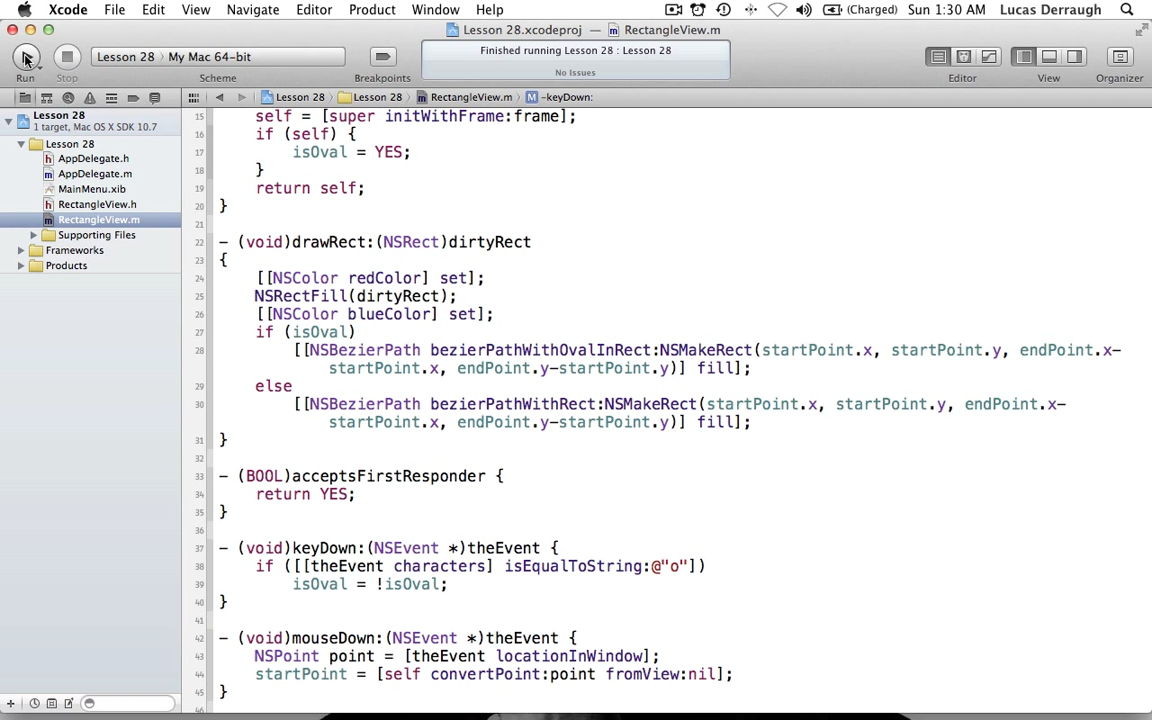 Xcode File Edit View Navigate Editor Product Window Help (Charged) Sun 1:30 AM Lucas Derraugh
Lesson 28.xcodeproj — RectangleView.m
Lesson 28 › My Mac 64-bit
Finished running Lesson 28 : Lesson 28
No Issues
Run Stop Scheme Breakpoints Editor View Organizer
Lesson 28 Lesson 28 RectangleView.m M -keyDown:
Lesson 28
1 target, Mac OS X SDK 10.7
Lesson 28
h AppDelegate.h
m AppDelegate.m
MainMenu.xib
h RectangleView.h
m RectangleView.m
Supporting Files
Frameworks
Products
15 self = [super initWithFrame:frame];
16 if (self) {
17 isOval = YES;
18 }
19 return self;
20 }
21
22 - (void)drawRect:(NSRect)dirtyRect
23 {
24 [[NSColor redColor] set];
25 NSRectFill(dirtyRect);
26 [[NSColor blueColor] set];
27 if (isOval)
28 [[NSBezierPath bezierPathWithOvalInRect:NSMakeRect(startPoint.x, startPoint.y, endPoint.x-
startPoint.x, endPoint.y-startPoint.y)] fill];
29 else
30 [[NSBezierPath bezierPathWithRect:NSMakeRect(startPoint.x, startPoint.y, endPoint.x-
startPoint.x, endPoint.y-startPoint.y)] fill];
31 }
32
33 - (BOOL)acceptsFirstResponder {
34 return YES;
35 }
36
37 - (void)keyDown:(NSEvent *)theEvent {
38 if ([[theEvent characters] isEqualToString:@"o"])
39 isOval = !isOval;
40 }
41
42 - (void)mouseDown:(NSEvent *)theEvent {
43 NSPoint point = [theEvent locationInWindow];
44 startPoint = [self convertPoint:point fromView:nil];
45 }
46